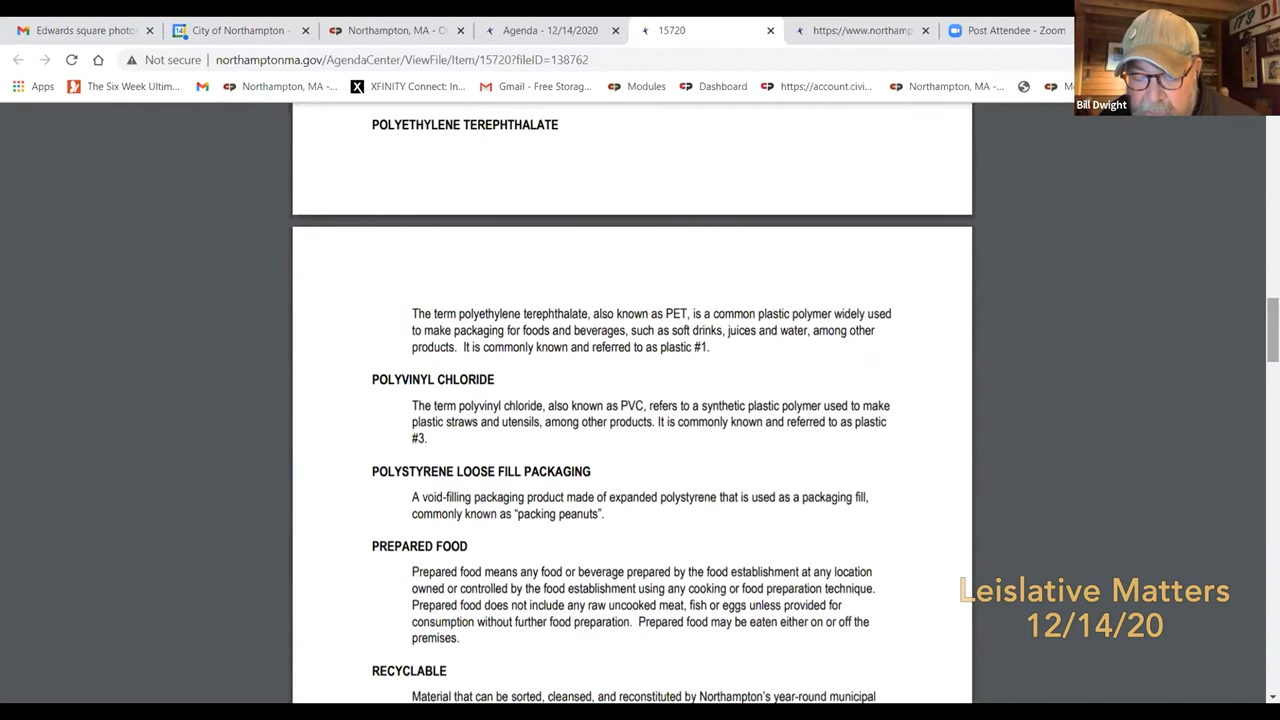 Edwards square photos
City of Northampton -
Northampton, MA - O
Agenda - 12/14/2020
15720
https://www.northamp
Post Attendee - Zoom
Not secure
northamptonma.gov/AgendaCenter/ViewFile/Item/15720?fileID=138762
Apps
The Six Week Ultim...
Northampton, MA -...
XFINITY Connect: In...
Gmail - Free Storag...
Modules
Dashboard
https://account.civi...
Northampton, MA -...
IT'S
Bill Dwight
POLYETHYLENE TEREPHTHALATE
The term polyethylene terephthalate, also known as PET, is a common plastic polymer widely used
to make packaging for foods and beverages, such as soft drinks, juices and water, among other
products. It is commonly known and referred to as plastic #1.
POLYVINYL CHLORIDE
The term polyvinyl chloride, also known as PVC, refers to a synthetic plastic polymer used to make
plastic straws and utensils, among other products. It is commonly known and referred to as plastic
#3.
POLYSTYRENE LOOSE FILL PACKAGING
A void-filling packaging product made of expanded polystyrene that is used as a packaging fill,
commonly known as “packing peanuts”.
PREPARED FOOD
Prepared food means any food or beverage prepared by the food establishment at any location
owned or controlled by the food establishment using any cooking or food preparation technique.
Prepared food does not include any raw uncooked meat, fish or eggs unless provided for
consumption without further food preparation. Prepared food may be eaten either on or off the
premises.
RECYCLABLE
Material that can be sorted, cleansed, and reconstituted by Northampton's year-round municipal
Leislative Matters
12/14/20